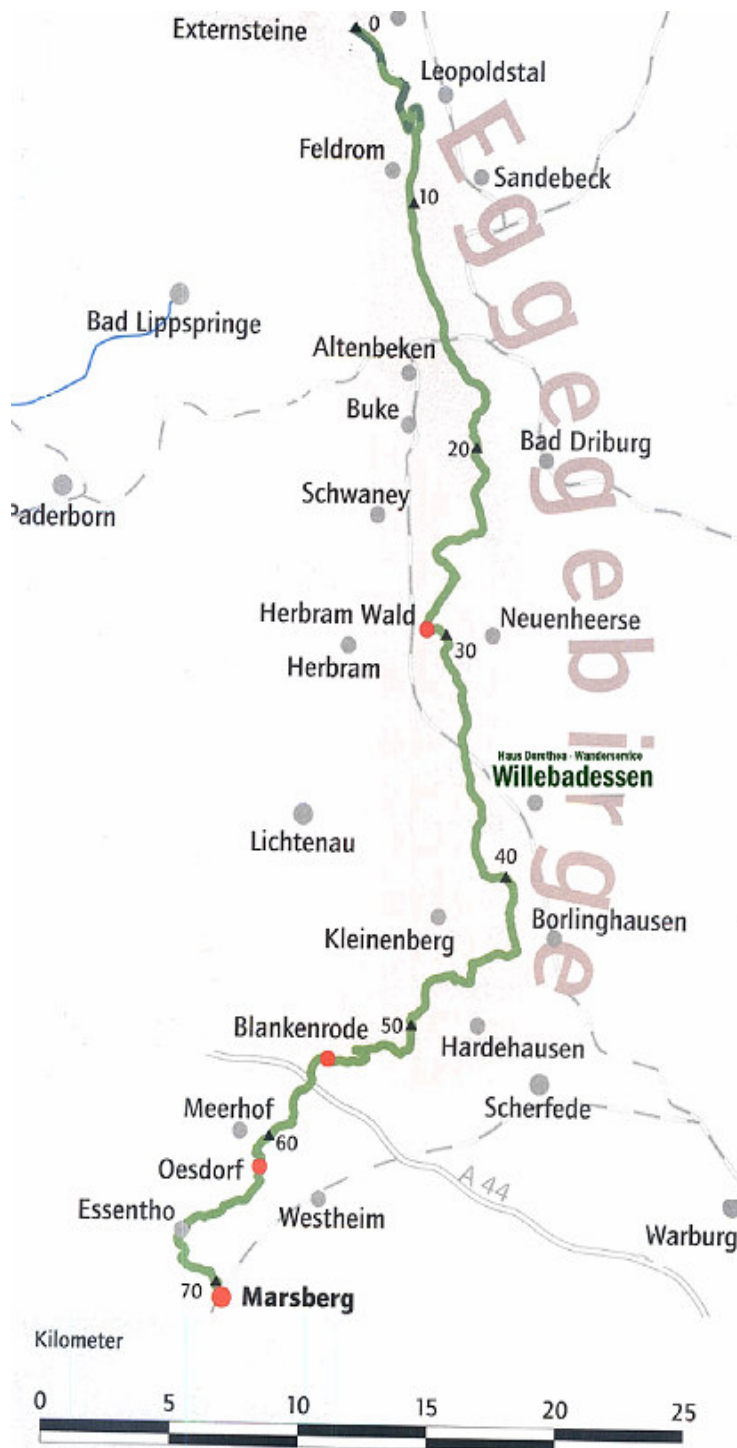 Externsteine
0
Leopoldstal
Feldrom
Sandebeck
10
Eggegebirge
Bad Lippspringe
Altenbeken
Buke
20
Bad Driburg
Schwaney
Paderborn
Herbram Wald
Neuenheerse
30
Herbram
Haus Dorothea - Wanderservice
Willebadessen
Lichtenau
40
Borlinghausen
Kleinenberg
Blankenrode
50
Hardehausen
Scherfede
Meerhof
60
Oesdorf
A 44
Essentho
Westheim
Warburg
70
Marsberg
Kilometer
0 5 10 15 20 25